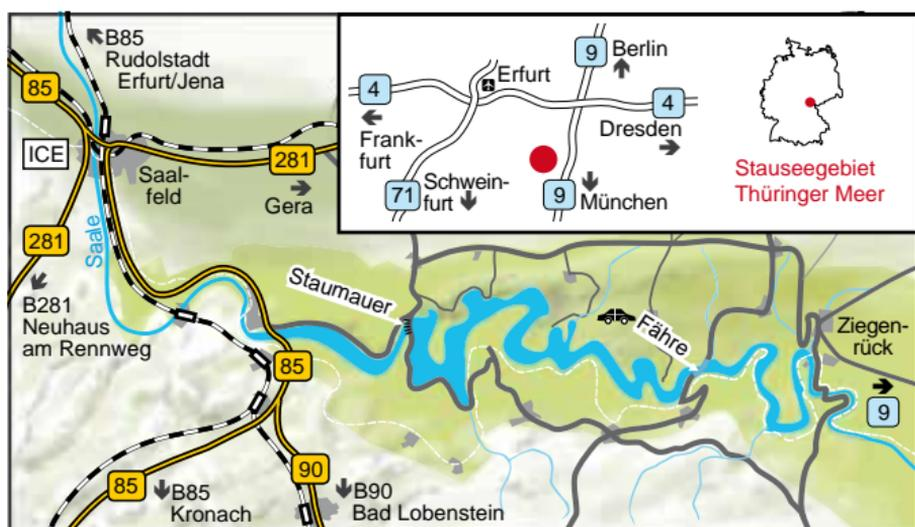 B85
Rudolstadt
Erfurt/Jena
85
ICE
Saal-
feld
281
Gera
281
Saale
B281
Neuhaus
am Rennweg
85
85
B85
Kronach
90
B90
Bad Lobenstein
Staumauer
Fähre
Ziegen-
rück
9
9
Berlin
Erfurt
4
Frank-
furt
4
Dresden
71
Schwein-
furt
9
München
Stauseegebiet
Thüringer Meer